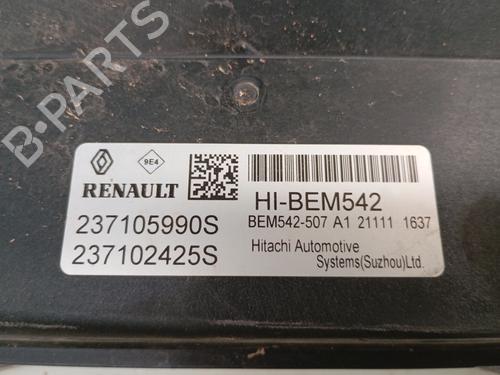 B-PARTS
9E4
RENAULT
237105990S
237102425S
HI-BEM542
BEM542-507 A1 21111 1637
Hitachi Automotive
Systems(Suzhou)Ltd.